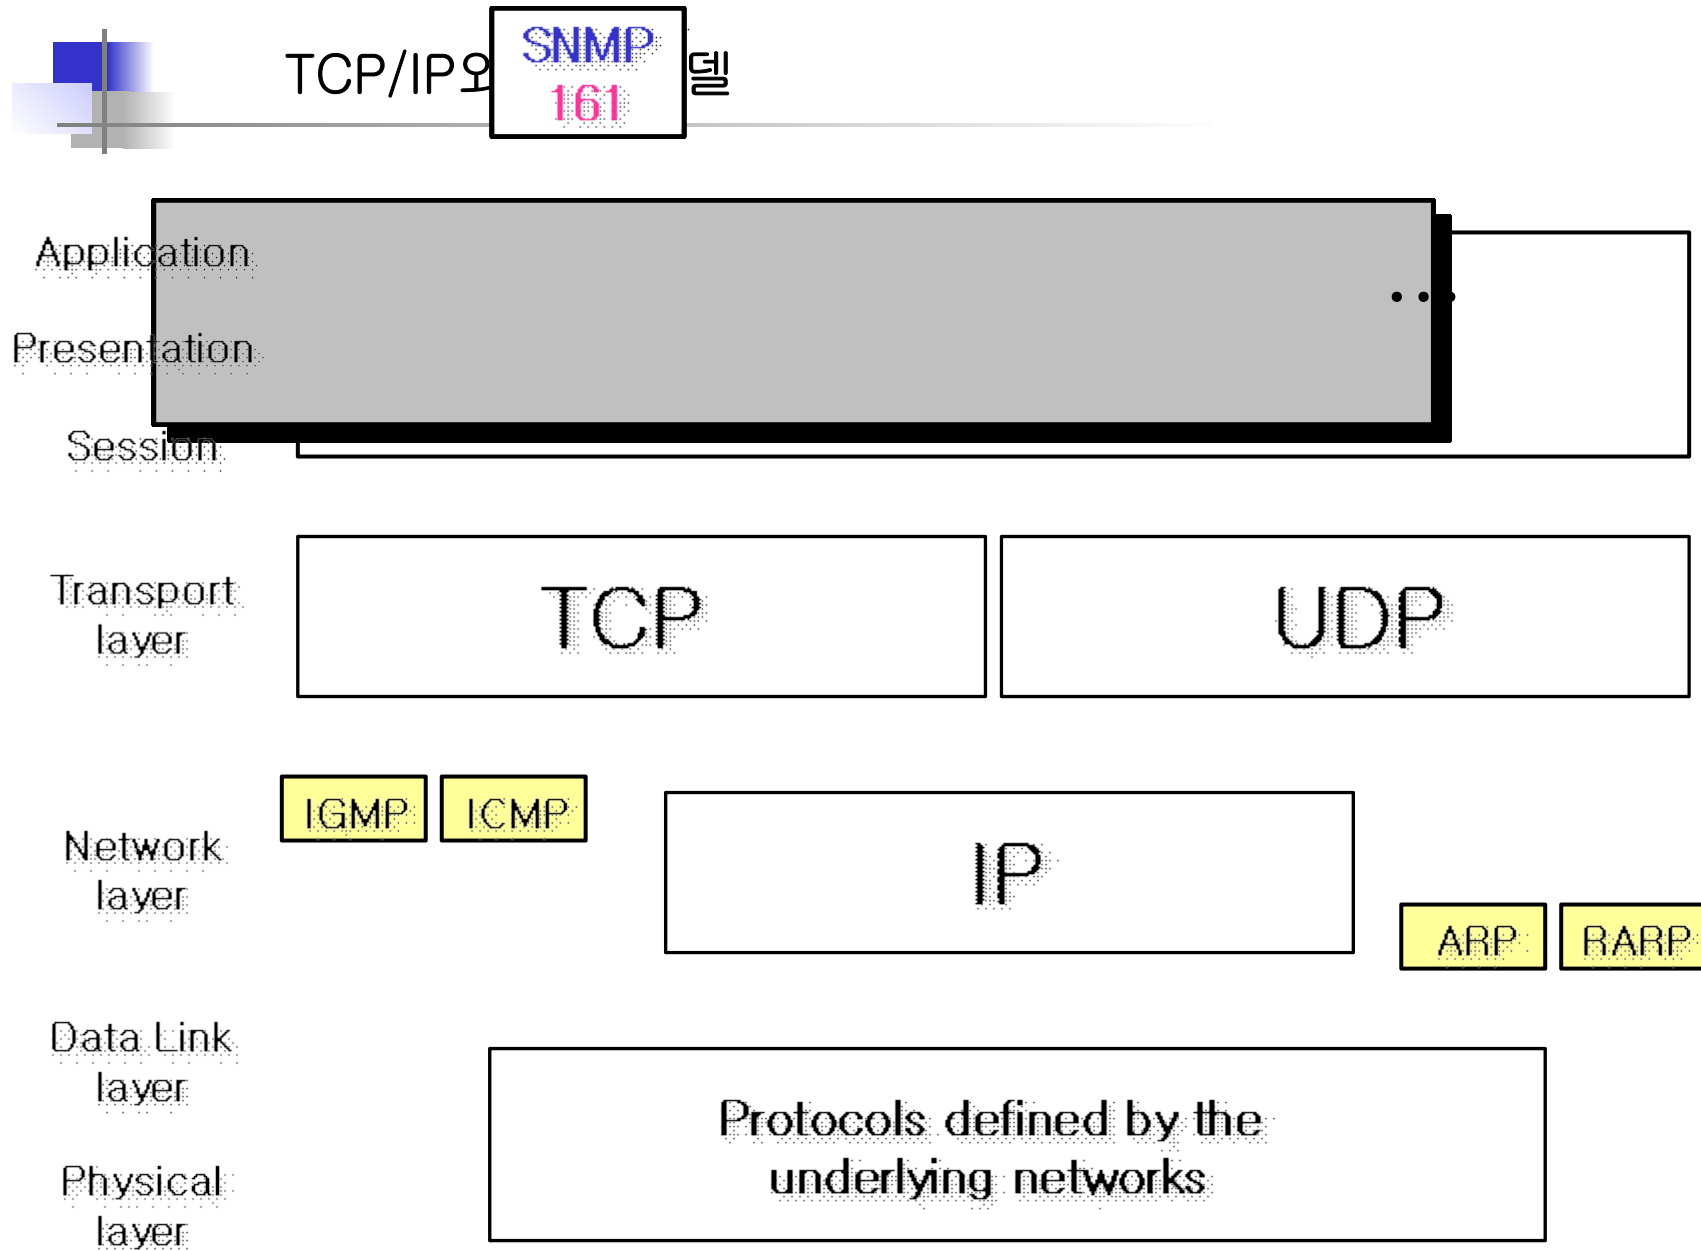 TCP/IP와
델
SNMP
161
Application
Presentation
Session
...
Transport
layer
TCP
UDP
IGMP
ICMP
Network
layer
IP
ARP
RARP
Data Link
layer
Physical
layer
Protocols defined by the
underlying networks